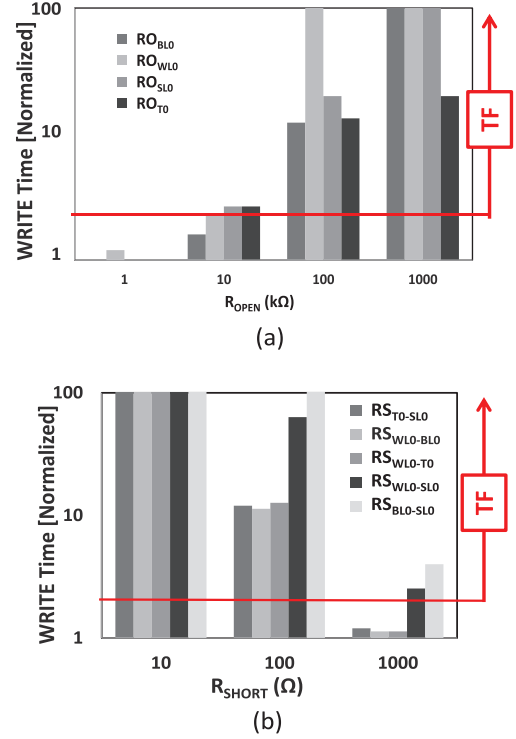 100
10
1
WRITE Time [Normalized]
RO_BL0
RO_WL0
RO_SL0
RO_T0
TF
1 10 100 1000
R_OPEN (kΩ)
(a)
100
10
1
WRITE Time [Normalized]
RS_T0-SL0
RS_WL0-BL0
RS_WL0-T0
RS_WL0-SL0
RS_BL0-SL0
TF
10 100 1000
R_SHORT (Ω)
(b)